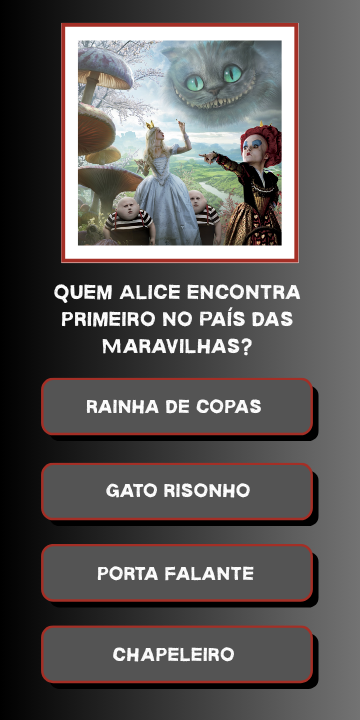 QUEM ALICE ENCONTRA
PRIMEIRO NO PAÍS DAS
MARAVILHAS?
RAINHA DE COPAS
GATO RISONHO
PORTA FALANTE
CHAPELEIRO